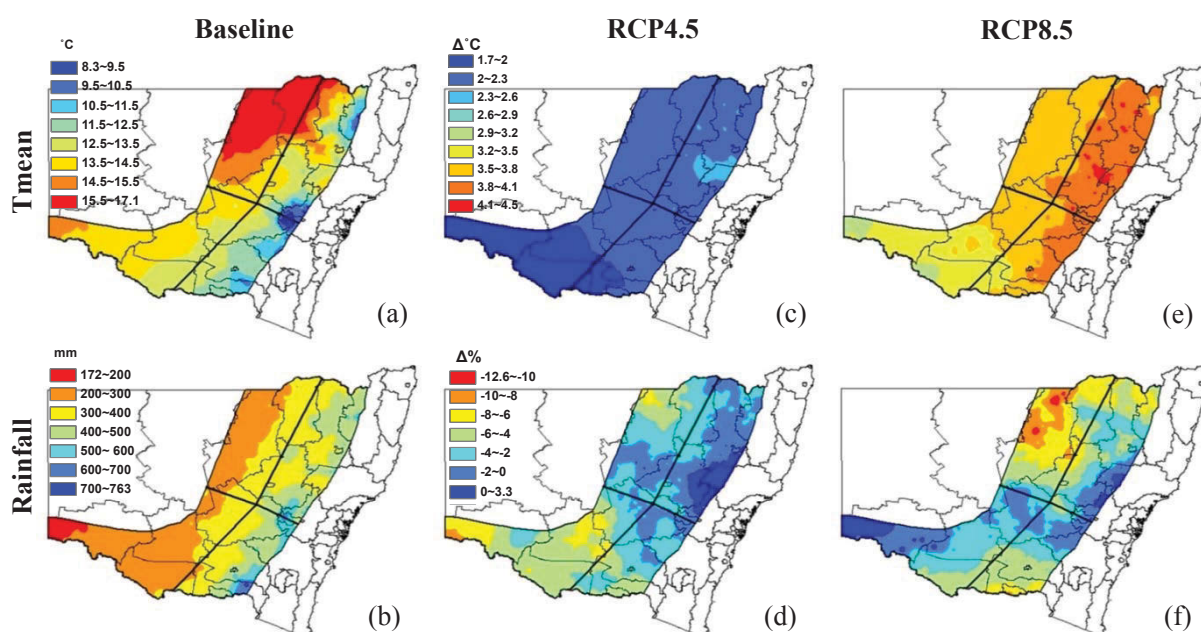 Baseline
RCP4.5
RCP8.5
Tmean
˚C
8.3~9.5
9.5~10.5
10.5~11.5
11.5~12.5
12.5~13.5
13.5~14.5
14.5~15.5
15.5~17.1
(a)
Δ˚C
1.7~2
2~2.3
2.3~2.6
2.6~2.9
2.9~3.2
3.2~3.5
3.5~3.8
3.8~4.1
4.1~4.5
(c)
(e)
Rainfall
mm
172~200
200~300
300~400
400~500
500~ 600
600~700
700~763
(b)
Δ%
-12.6~-10
-10~-8
-8~-6
-6~-4
-4~-2
-2~0
0~3.3
(d)
(f)